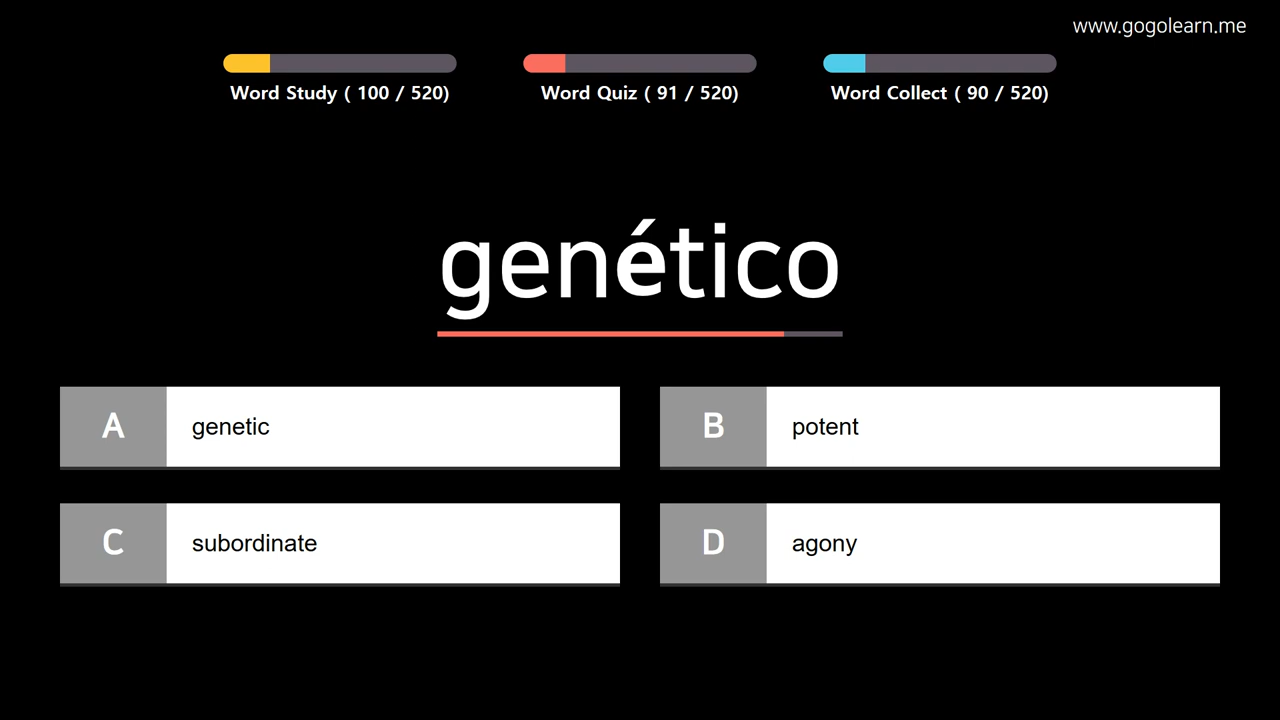 www.gogolearn.me
Word Study ( 100 / 520)
Word Quiz ( 91 / 520)
Word Collect ( 90 / 520)
genético
A genetic
B potent
C subordinate
D agony